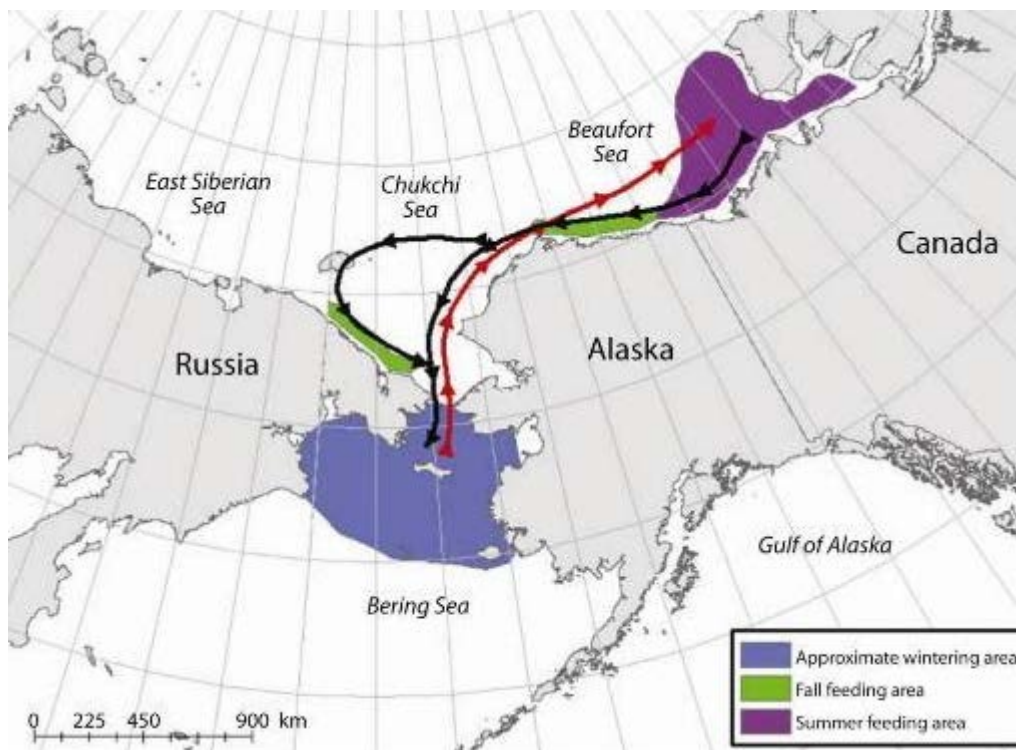 Beaufort
Sea
East Siberian
Sea
Chukchi
Sea
Canada
Russia
Alaska
Gulf of Alaska
Bering Sea
Approximate wintering area
Fall feeding area
Summer feeding area
0 225 450 900 km